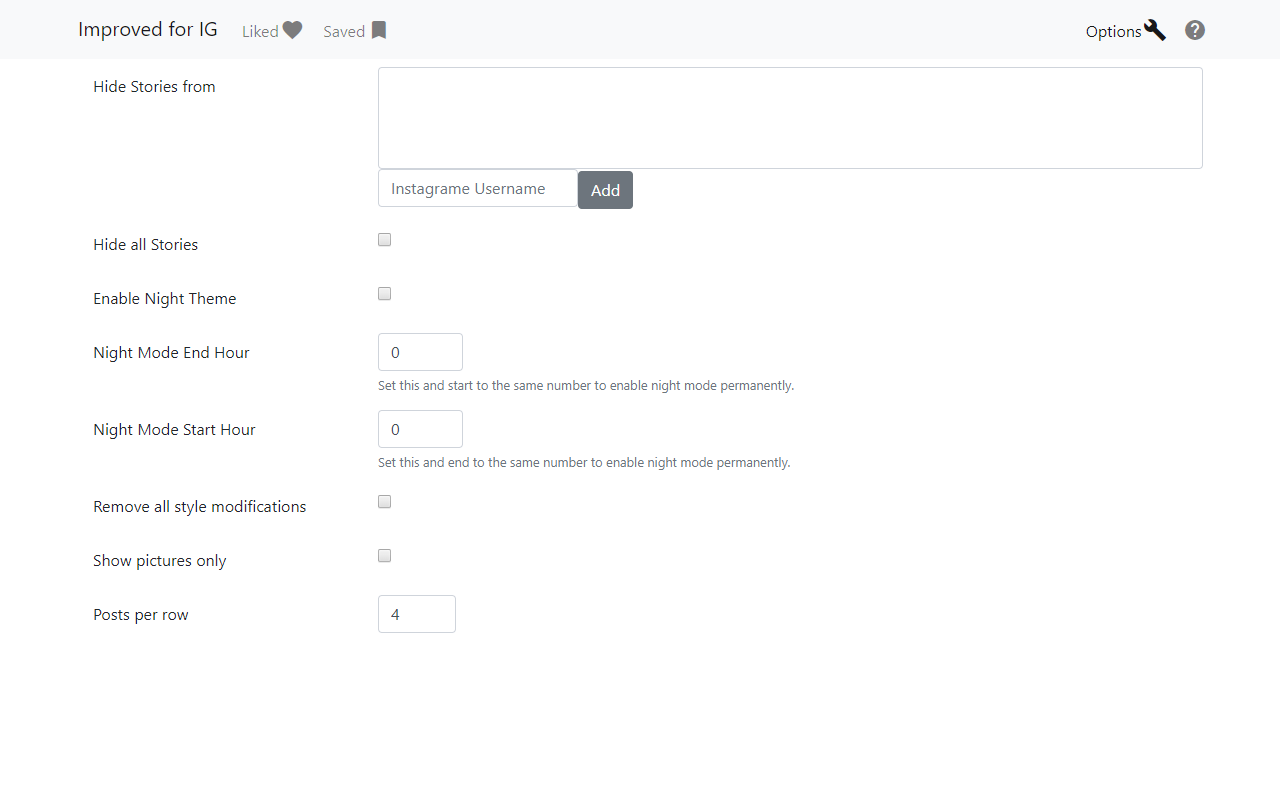 Improved for IG Liked Saved Options
Hide Stories from
Instagrame Username Add
Hide all Stories
Enable Night Theme
Night Mode End Hour 0
Set this and start to the same number to enable night mode permanently.
Night Mode Start Hour 0
Set this and end to the same number to enable night mode permanently.
Remove all style modifications
Show pictures only
Posts per row 4